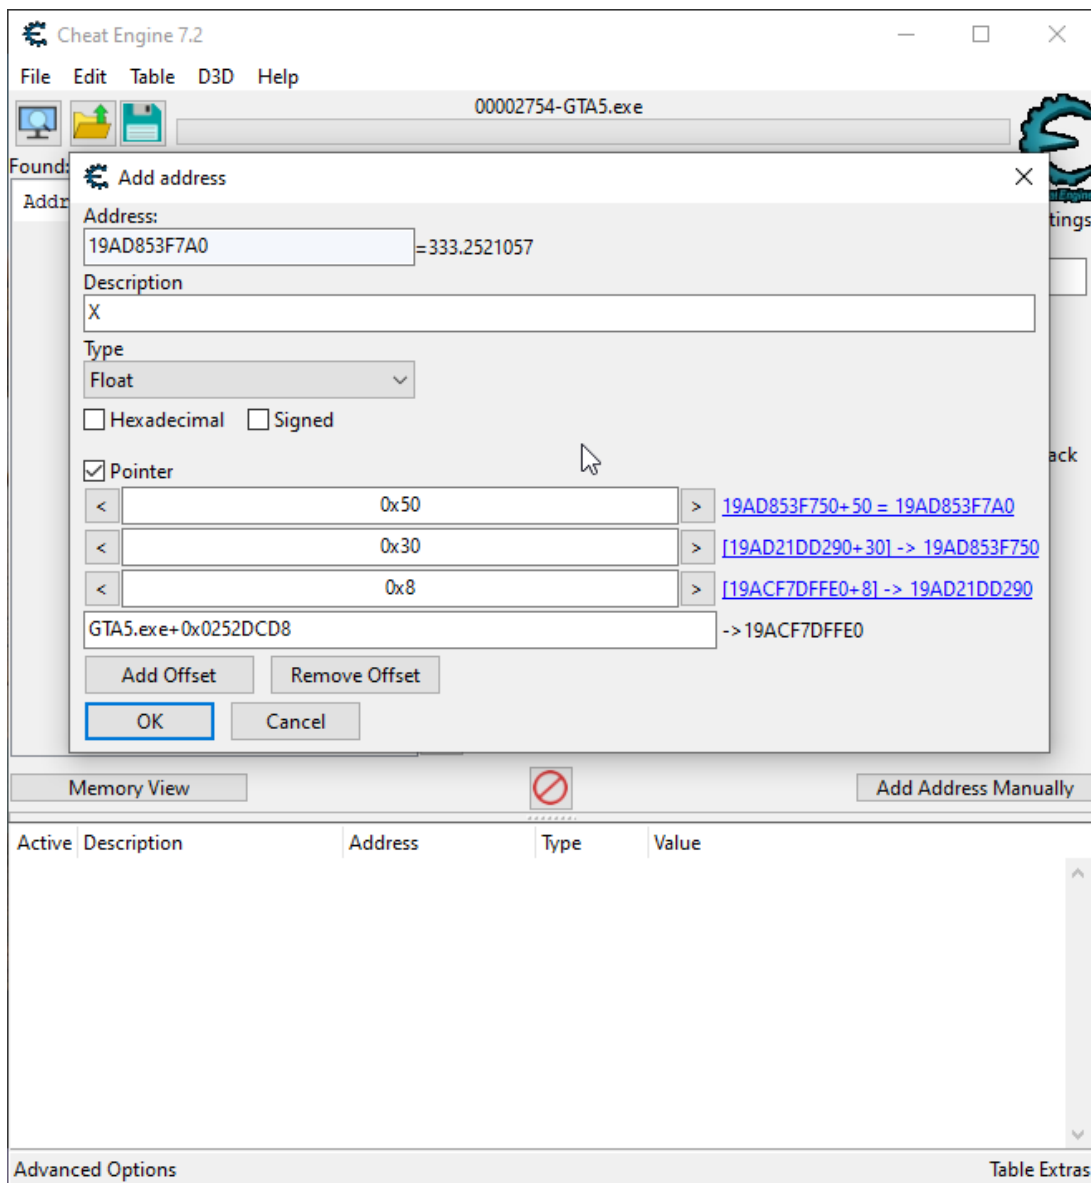 Cheat Engine 7.2
File Edit Table D3D Help
00002754-GTA5.exe
Found:
Addr
tings
ack
Add address
Address:
19AD853F7A0 =333.2521057
Description
X
Type
Float
Hexadecimal Signed
Pointer
< 0x50 > 19AD853F750+50 = 19AD853F7A0
< 0x30 > [19AD21DD290+30] -> 19AD853F750
< 0x8 > [19ACF7DFFE0+8] -> 19AD21DD290
GTA5.exe+0x0252DCD8 ->19ACF7DFFE0
Add Offset Remove Offset
OK Cancel
Memory View Add Address Manually
Active Description Address Type Value
Advanced Options Table Extras